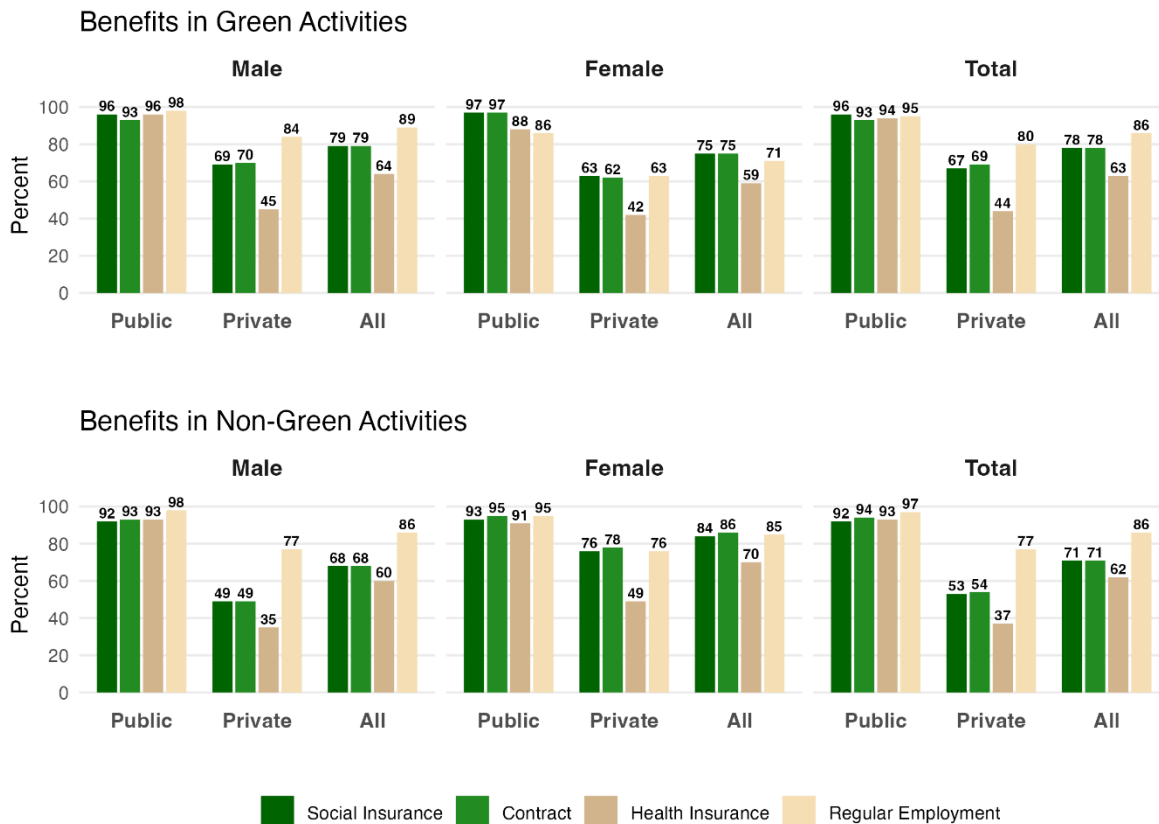 Benefits in Green Activities
Male Female Total
Percent
100
80
60
40
20
0
96 93 96 98 69 70 45 84 79 79 64 89
97 97 88 86 63 62 42 63 75 75 59 71
96 93 94 95 67 69 44 80 78 78 63 86
Public Private All Public Private All Public Private All
Benefits in Non-Green Activities
Male Female Total
Percent
100
80
60
40
20
0
92 93 93 98 49 49 35 77 68 68 60 86
93 95 91 95 76 78 49 76 84 86 70 85
92 94 93 97 53 54 37 77 71 71 62 86
Public Private All Public Private All Public Private All
Social Insurance Contract Health Insurance Regular Employment